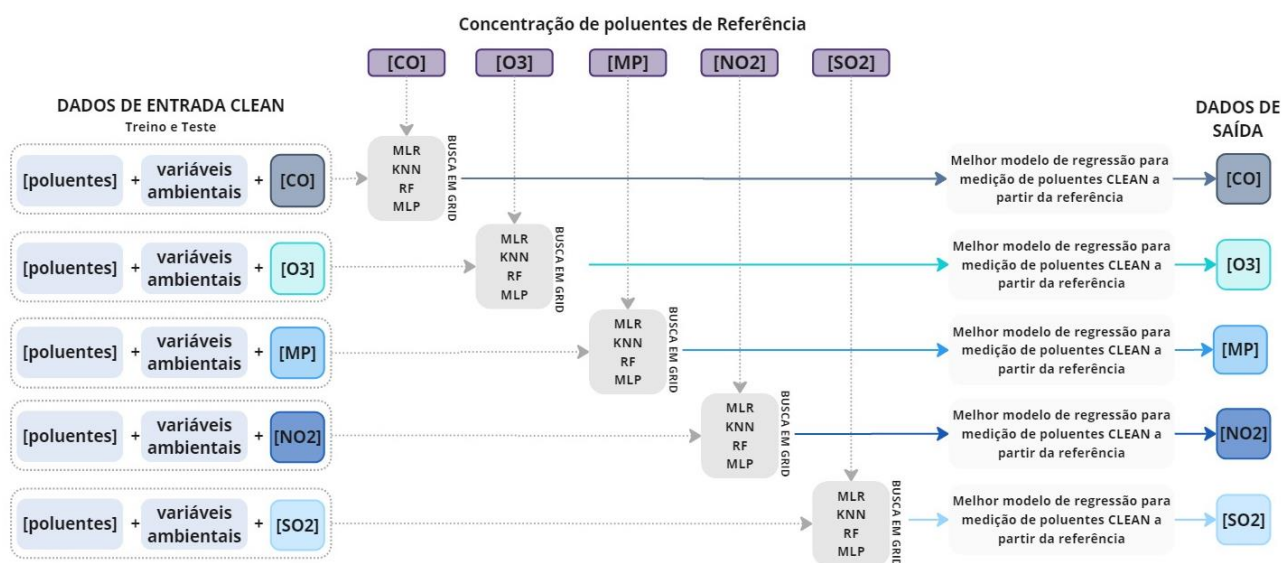 Concentração de poluentes de Referência
[CO]
[O3]
[MP]
[NO2]
[SO2]
DADOS DE ENTRADA CLEAN
Treino e Teste
DADOS DE
SAÍDA
[poluentes] + variáveis
ambientais + [CO]
MLR
KNN
RF
MLP
BUSCA EM GRID
Melhor modelo de regressão para
medição de poluentes CLEAN a
partir da referência
[CO]
[poluentes] + variáveis
ambientais + [O3]
MLR
KNN
RF
MLP
BUSCA EM GRID
Melhor modelo de regressão para
medição de poluentes CLEAN a
partir da referência
[O3]
[poluentes] + variáveis
ambientais + [MP]
MLR
KNN
RF
MLP
BUSCA EM GRID
Melhor modelo de regressão para
medição de poluentes CLEAN a
partir da referência
[MP]
[poluentes] + variáveis
ambientais + [NO2]
MLR
KNN
RF
MLP
BUSCA EM GRID
Melhor modelo de regressão para
medição de poluentes CLEAN a
partir da referência
[NO2]
[poluentes] + variáveis
ambientais + [SO2]
MLR
KNN
RF
MLP
BUSCA EM GRID
Melhor modelo de regressão para
medição de poluentes CLEAN a
partir da referência
[SO2]